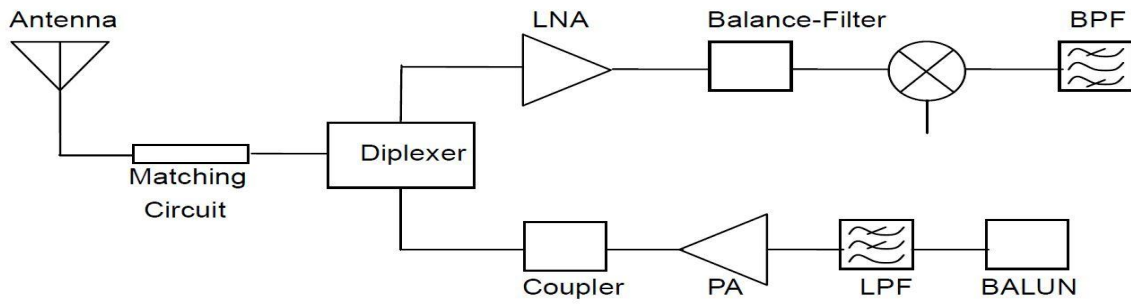 Antenna
LNA
Balance-Filter
BPF
Diplexer
Matching
Circuit
Coupler
PA
LPF
BALUN